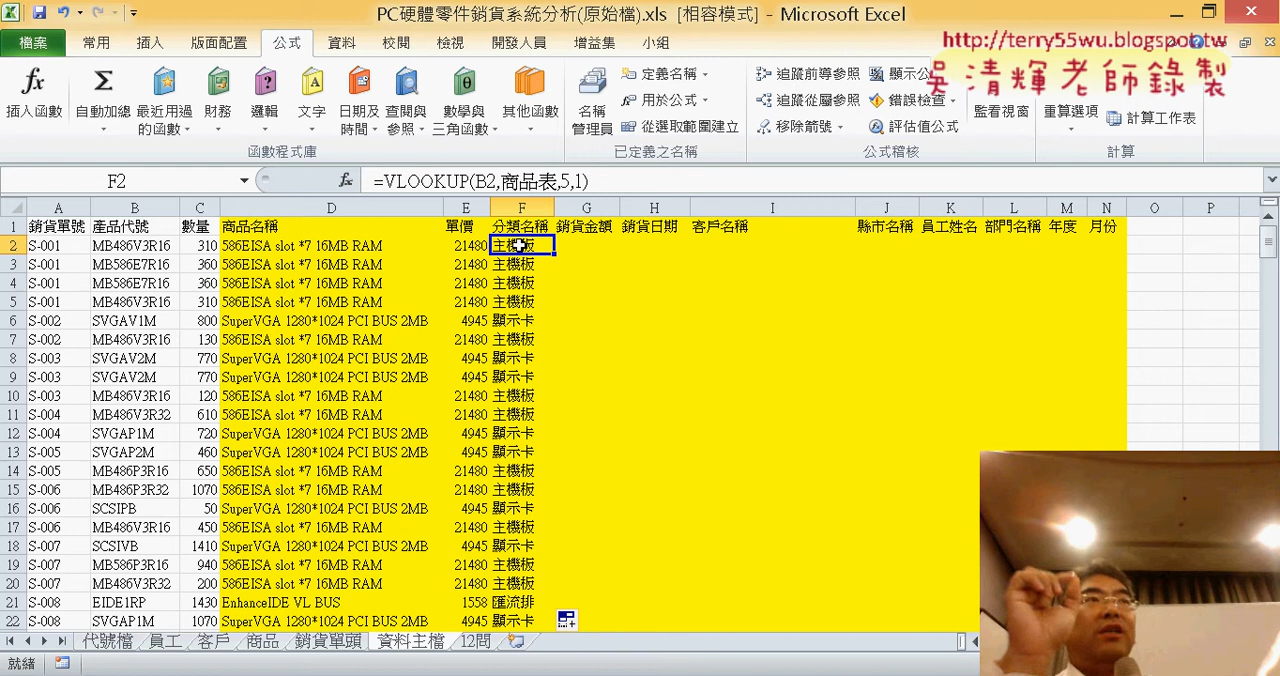 PC硬體零件銷貨系統分析(原始檔).xls [相容模式] - Microsoft Excel
檔案 常用 插入 版面配置 公式 資料 校閱 檢視 開發人員 增益集 小組
http://terry55wu.blogspot.tw
吳清輝老師錄製
插入函數 自動加總 最近用過的函數 財務 邏輯 文字 日期及時間 查閱與參照 數學與三角函數 其他函數
名稱管理員 定義名稱 用於公式 從選取範圍建立
追蹤前導參照 追蹤從屬參照 移除箭號 顯示公 錯誤檢查 評估值公式 監看視窗
重算選項 計算工作表
函數程式庫 已定義之名稱 公式稽核 計算
F2 =VLOOKUP(B2,商品表,5,1)
A B C D E F G H I J K L M N O P
1 銷貨單號 產品代號 數量 商品名稱 單價 分類名稱 銷貨金額 銷貨日期 客戶名稱 縣市名稱 員工姓名 部門名稱 年度 月份
2 S-001 MB486V3R16 310 586EISA slot *7 16MB RAM 21480 主機板
3 S-001 MB586E7R16 360 586EISA slot *7 16MB RAM 21480 主機板
4 S-001 MB586E7R16 360 586EISA slot *7 16MB RAM 21480 主機板
5 S-001 MB486V3R16 310 586EISA slot *7 16MB RAM 21480 主機板
6 S-002 SVGAV1M 800 SuperVGA 1280*1024 PCI BUS 2MB 4945 顯示卡
7 S-002 MB486V3R16 130 586EISA slot *7 16MB RAM 21480 主機板
8 S-003 SVGAV2M 770 SuperVGA 1280*1024 PCI BUS 2MB 4945 顯示卡
9 S-003 SVGAV2M 770 SuperVGA 1280*1024 PCI BUS 2MB 4945 顯示卡
10 S-003 MB486V3R16 120 586EISA slot *7 16MB RAM 21480 主機板
11 S-004 MB486V3R32 610 586EISA slot *7 16MB RAM 21480 主機板
12 S-004 SVGAP1M 720 SuperVGA 1280*1024 PCI BUS 2MB 4945 顯示卡
13 S-005 SVGAP2M 460 SuperVGA 1280*1024 PCI BUS 2MB 4945 顯示卡
14 S-005 MB486P3R16 650 586EISA slot *7 16MB RAM 21480 主機板
15 S-006 MB486P3R32 1070 586EISA slot *7 16MB RAM 21480 主機板
16 S-006 SCSIPB 50 SuperVGA 1280*1024 PCI BUS 2MB 4945 顯示卡
17 S-006 MB486V3R16 450 586EISA slot *7 16MB RAM 21480 主機板
18 S-007 SCSIVB 1410 SuperVGA 1280*1024 PCI BUS 2MB 4945 顯示卡
19 S-007 MB586P3R16 940 586EISA slot *7 16MB RAM 21480 主機板
20 S-007 MB486V3R32 200 586EISA slot *7 16MB RAM 21480 主機板
21 S-008 EIDE1RP 1430 EnhanceIDE VL BUS 1558 匯流排
22 S-008 SVGAP1M 1070 SuperVGA 1280*1024 PCI BUS 2MB 4945 顯示卡
代號檔 員工 客戶 商品 銷貨單頭 資料主檔 12問
就緒